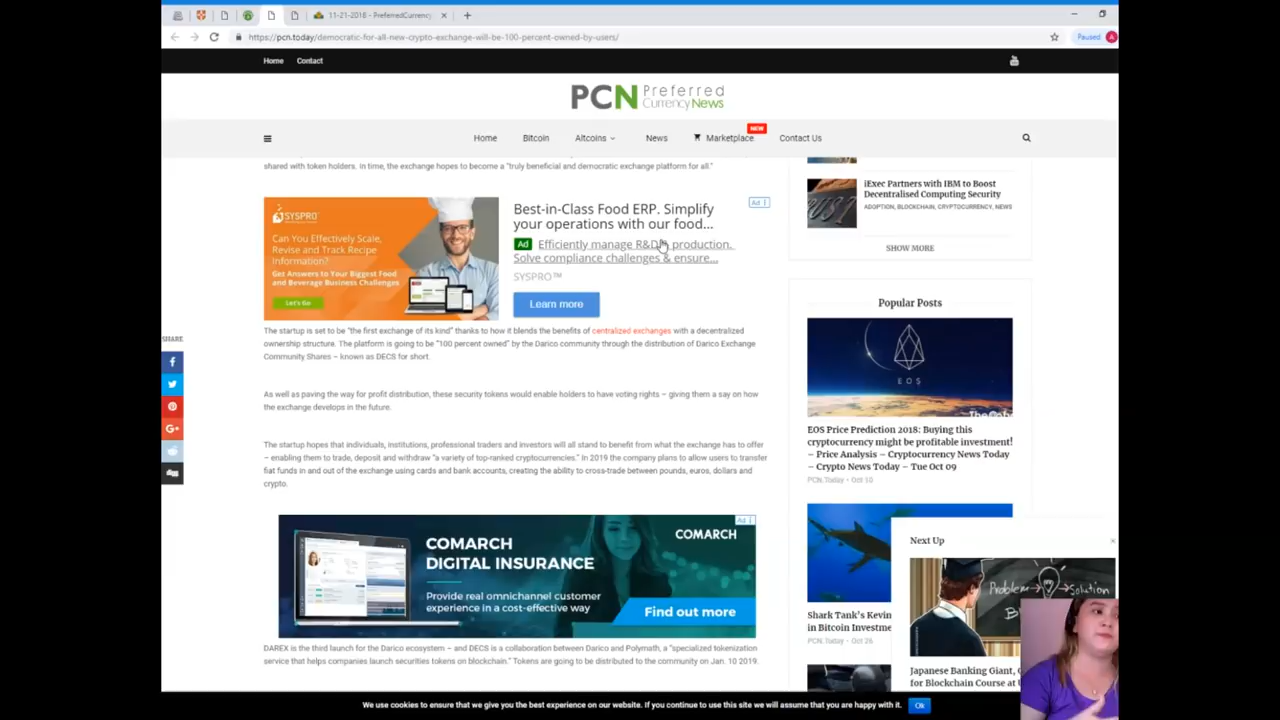 11-21-2018 - PreferredCurrency
https://pcn.today/democratic-for-all-new-crypto-exchange-will-be-100-percent-owned-by-users/
Paused
A
Home
Contact
PCN Preferred
CurrencyNews
Home
Bitcoin
Altcoins
News
Marketplace
NEW
Contact Us
shared with token holders. In time, the exchange hopes to become a "truly beneficial and democratic exchange platform for all."
SYSPRO
Can You Effectively Scale,
Revise and Track Recipe
Information?
Get Answers to Your Biggest Food
and Beverage Business Challenges
Let's Go
Best-in-Class Food ERP. Simplify
your operations with our food...
Ad
Ad
Efficiently manage R&D, production.
Solve compliance challenges & ensure...
SYSPRO™
Learn more
The startup is set to be "the first exchange of its kind" thanks to how it blends the benefits of centralized exchanges with a decentralized
ownership structure. The platform is going to be "100 percent owned" by the Darico community through the distribution of Darico Exchange
Community Shares – known as DECS for short.
As well as paving the way for profit distribution, these security tokens would enable holders to have voting rights – giving them a say on how
the exchange develops in the future.
The startup hopes that individuals, institutions, professional traders and investors will all stand to benefit from what the exchange has to offer
– enabling them to trade, deposit and withdraw "a variety of top-ranked cryptocurrencies." In 2019 the company plans to allow users to transfer
fiat funds in and out of the exchange using cards and bank accounts, creating the ability to cross-trade between pounds, euros, dollars and
crypto.
Ad
COMARCH
COMARCH
DIGITAL INSURANCE
Provide real omnichannel customer
experience in a cost-effective way
Find out more
DAREX is the third launch for the Darico ecosystem – and DECS is a collaboration between Darico and Polymath, a "specialized tokenization
service that helps companies launch securities tokens on blockchain." Tokens are going to be distributed to the community on Jan. 10 2019.
SHARE
iExec Partners with IBM to Boost
Decentralised Computing Security
ADOPTION, BLOCKCHAIN, CRYPTOCURRENCY, NEWS
SHOW MORE
Popular Posts
EOS
EOS Price Prediction 2018: Buying this
cryptocurrency might be profitable investment!
– Price Analysis – Cryptocurrency News Today
– Crypto News Today – Tue Oct 09
PCN.Today • Oct 10
Shark Tank's Kevin
in Bitcoin Investme
PCN.Today • Oct 26
Next Up
Problem
Solution
Japanese Banking Giant,
for Blockchain Course at
We use cookies to ensure that we give you the best experience on our website. If you continue to use this site we will assume that you are happy with it.
Ok